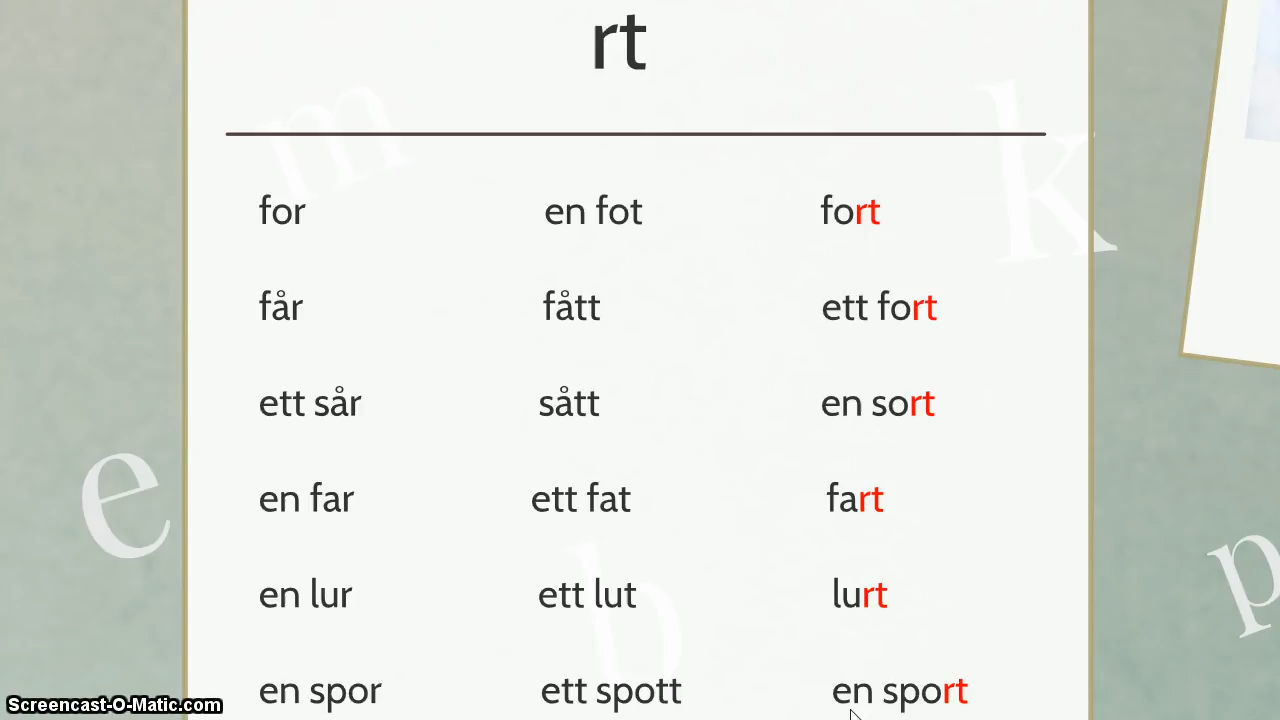 rt
for en fot fort
får fått ett fort
ett sår sått en sort
en far ett fat fart
en lur ett lut lurt
en spor ett spott en sport
m
k
e
b
p
Screencast-O-Matic.com